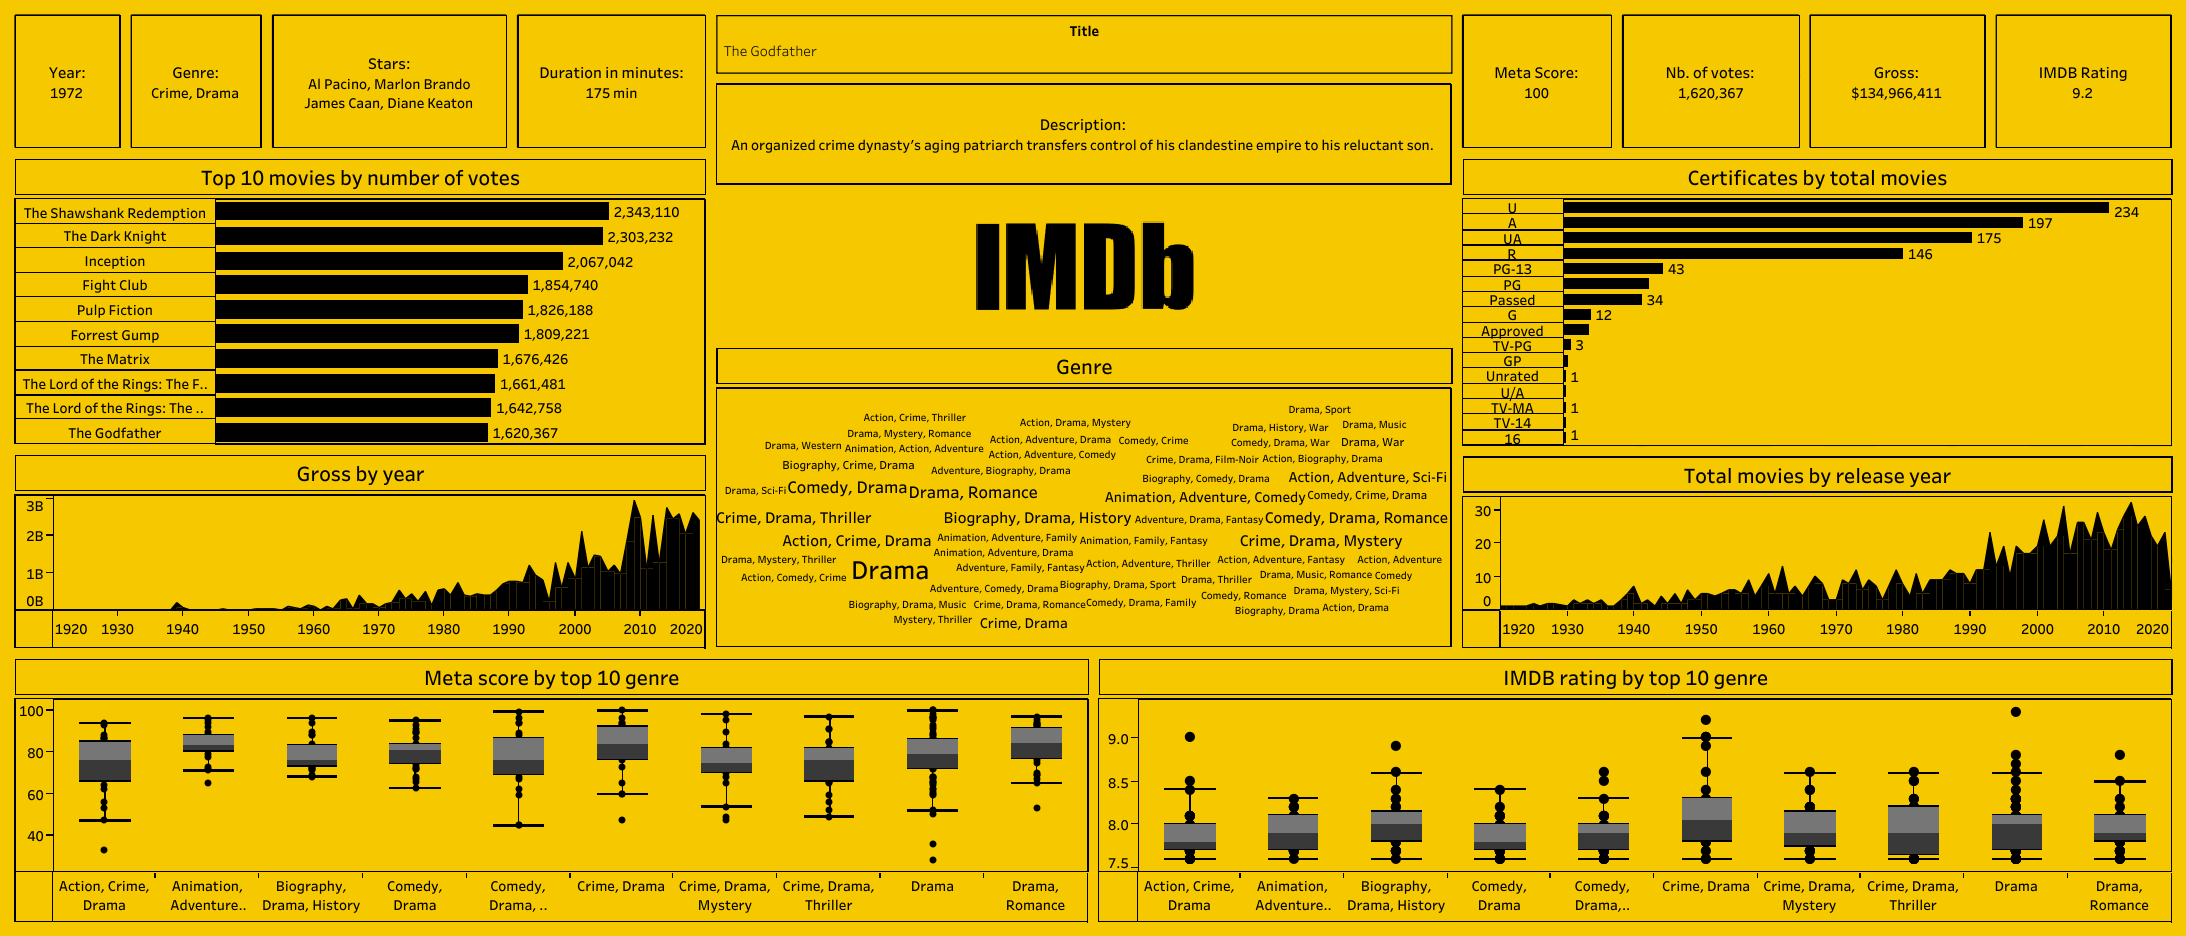 Year:
1972
Genre:
Crime, Drama
Stars:
Al Pacino, Marlon Brando
James Caan, Diane Keaton
Duration in minutes:
175 min
Title
The Godfather
Description:
An organized crime dynasty's aging patriarch transfers control of his clandestine empire to his reluctant son.
Meta Score:
100
Nb. of votes:
1,620,367
Gross:
$134,966,411
IMDB Rating
9.2
Top 10 movies by number of votes
The Shawshank Redemption 2,343,110
The Dark Knight 2,303,232
Inception 2,067,042
Fight Club 1,854,740
Pulp Fiction 1,826,188
Forrest Gump 1,809,221
The Matrix 1,676,426
The Lord of the Rings: The F.. 1,661,481
The Lord of the Rings: The .. 1,642,758
The Godfather 1,620,367
IMDb
Certificates by total movies
U 234
A 197
UA 175
R 146
PG-13 43
PG
Passed 34
G 12
Approved
TV-PG 3
GP
Unrated 1
U/A
TV-MA 1
TV-14
16 1
Gross by year
3B
2B
1B
0B
1920 1930 1940 1950 1960 1970 1980 1990 2000 2010 2020
Genre
Drama, Sport
Action, Crime, Thriller
Action, Drama, Mystery
Drama, History, War
Drama, Music
Drama, Mystery, Romance
Drama, Western
Animation, Action, Adventure
Action, Adventure, Drama
Comedy, Crime
Comedy, Drama, War
Drama, War
Action, Adventure, Comedy
Biography, Crime, Drama
Adventure, Biography, Drama
Crime, Drama, Film-Noir
Action, Biography, Drama
Biography, Comedy, Drama
Action, Adventure, Sci-Fi
Drama, Sci-Fi
Comedy, Drama
Drama, Romance
Animation, Adventure, Comedy
Comedy, Crime, Drama
Crime, Drama, Thriller
Biography, Drama, History
Adventure, Drama, Fantasy
Comedy, Drama, Romance
Action, Crime, Drama
Animation, Adventure, Family
Animation, Family, Fantasy
Crime, Drama, Mystery
Animation, Adventure, Drama
Drama, Mystery, Thriller
Adventure, Family, Fantasy
Action, Adventure, Thriller
Action, Adventure, Fantasy
Action, Adventure
Action, Comedy, Crime
Drama
Adventure, Comedy, Drama
Biography, Drama, Sport
Drama, Thriller
Drama, Music, Romance
Comedy
Comedy, Romance
Drama, Mystery, Sci-Fi
Biography, Drama, Music
Crime, Drama, Romance
Comedy, Drama, Family
Biography, Drama
Action, Drama
Mystery, Thriller
Crime, Drama
Total movies by release year
30
20
10
0
1920 1930 1940 1950 1960 1970 1980 1990 2000 2010 2020
Meta score by top 10 genre
100
80
60
40
Action, Crime,
Drama
Animation,
Adventure..
Biography,
Drama, History
Comedy,
Drama
Comedy,
Drama, ..
Crime, Drama
Crime, Drama,
Mystery
Crime, Drama,
Thriller
Drama
Drama,
Romance
IMDB rating by top 10 genre
9.0
8.5
8.0
7.5
Action, Crime,
Drama
Animation,
Adventure..
Biography,
Drama, History
Comedy,
Drama
Comedy,
Drama,..
Crime, Drama
Crime, Drama,
Mystery
Crime, Drama,
Thriller
Drama
Drama,
Romance